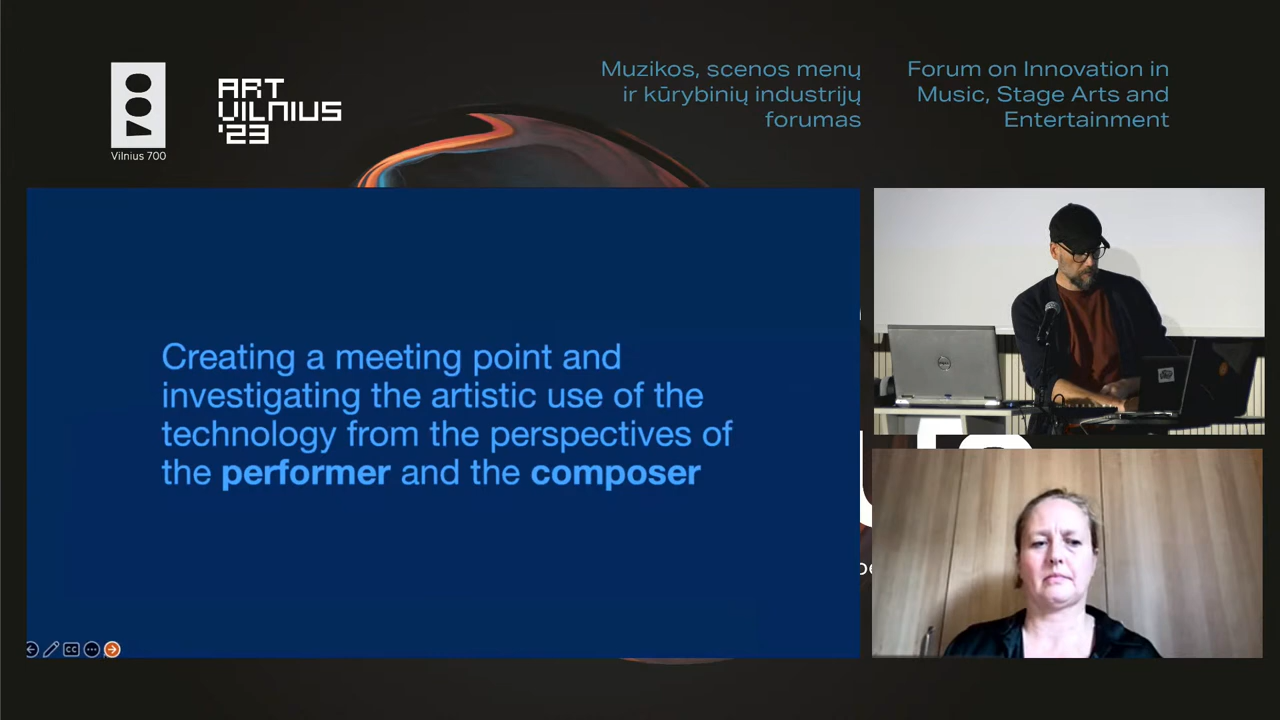 Vilnius 700
ART
VILNIUS
'23
Muzikos, scenos menų
ir kūrybinių industrijų
forumas
Forum on Innovation in
Music, Stage Arts and
Entertainment
Creating a meeting point and
investigating the artistic use of the
technology from the perspectives of
the performer and the composer
CC